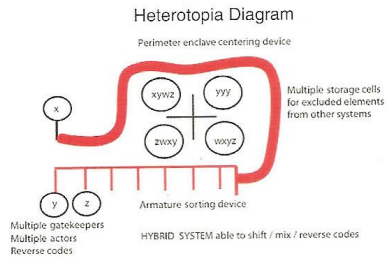 Heterotopia Diagram
Perimeter enclave centering device
x
xywz
yyy
zwxy
wxyz
Multiple storage cells
for excluded elements
from other systems
y
z
Armature sorting device
Multiple gatekeepers
Multiple actors
Reverse codes
HYBRID SYSTEM able to shift / mix / reverse codes